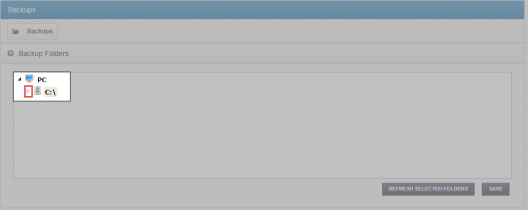 Backups
Backups
Backup Folders
PC
C:\
REFRESH SELECTED FOLDERS
SAVE